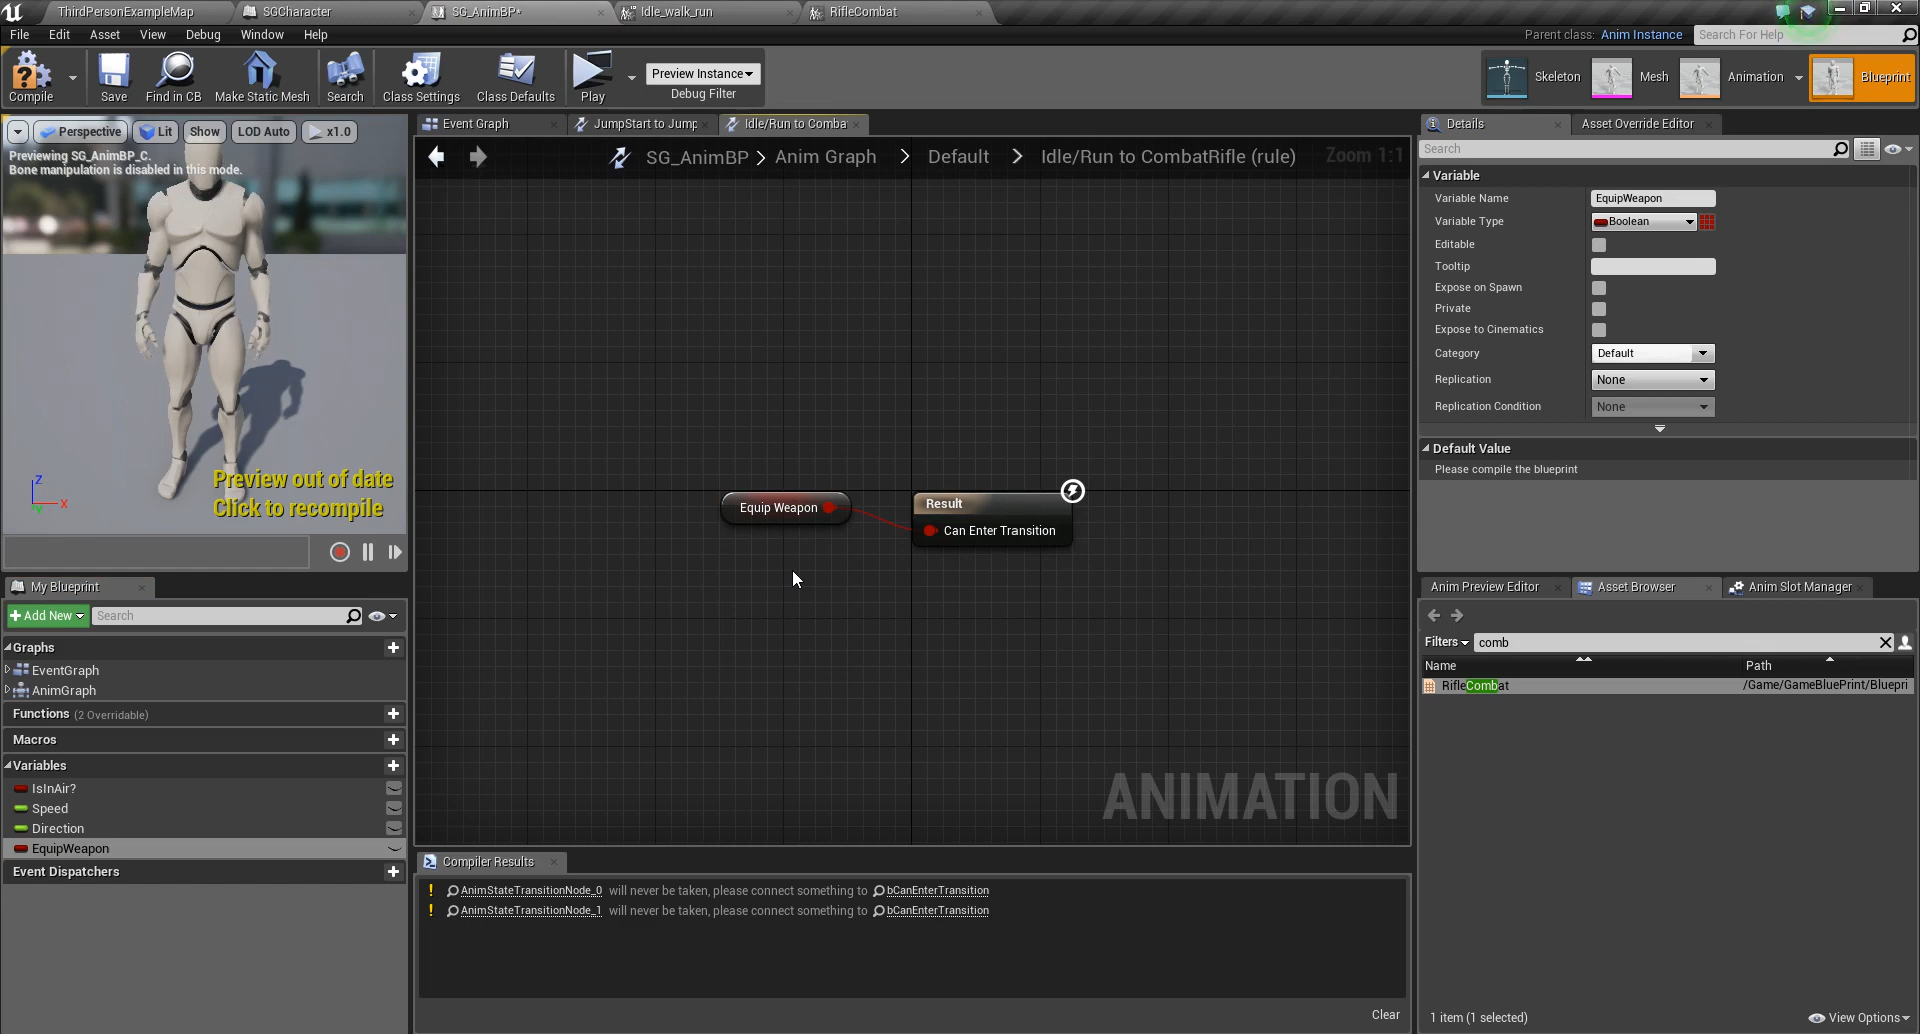 ThirdPersonExampleMap
SGCharacter
SG_AnimBP*
Idle_walk_run
RifleCombat
File Edit Asset View Debug Window Help
Parent class: Anim Instance
Search For Help
Compile
Save
Find in CB
Make Static Mesh
Search
Class Settings
Class Defaults
Play
Preview Instance
Debug Filter
Skeleton
Mesh
Animation
Blueprint
Perspective
Lit
Show
LOD Auto
x1.0
Previewing SG_AnimBP_C.
Bone manipulation is disabled in this mode.
Z
X
Y
Preview out of date
Click to recompile
Event Graph
JumpStart to Jump
Idle/Run to Comba
SG_AnimBP > Anim Graph > Default > Idle/Run to CombatRifle (rule)
Zoom 1:1
Equip Weapon
Result
Can Enter Transition
ANIMATION
My Blueprint
Add New
Search
Graphs
EventGraph
AnimGraph
Functions (2 Overridable)
Macros
Variables
IsInAir?
Speed
Direction
EquipWeapon
Event Dispatchers
Compiler Results
! AnimStateTransitionNode_0 will never be taken, please connect something to bCanEnterTransition
! AnimStateTransitionNode_1 will never be taken, please connect something to bCanEnterTransition
Clear
Details
Asset Override Editor
Search
Variable
Variable Name EquipWeapon
Variable Type Boolean
Editable
Tooltip
Expose on Spawn
Private
Expose to Cinematics
Category Default
Replication None
Replication Condition None
Default Value
Please compile the blueprint
Anim Preview Editor
Asset Browser
Anim Slot Manager
Filters comb
Name Path
RifleCombat /Game/GameBluePrint/Bluepri
1 item (1 selected)
View Options